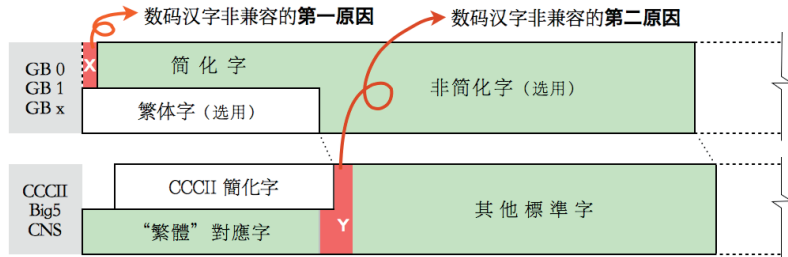 数码汉字非兼容的第一原因
数码汉字非兼容的第二原因
GB 0
GB 1
GB x
X
简化字
繁体字（选用）
非简化字（选用）
CCCII
Big5
CNS
CCCII 簡化字
“繁體”對應字
Y
其他標準字